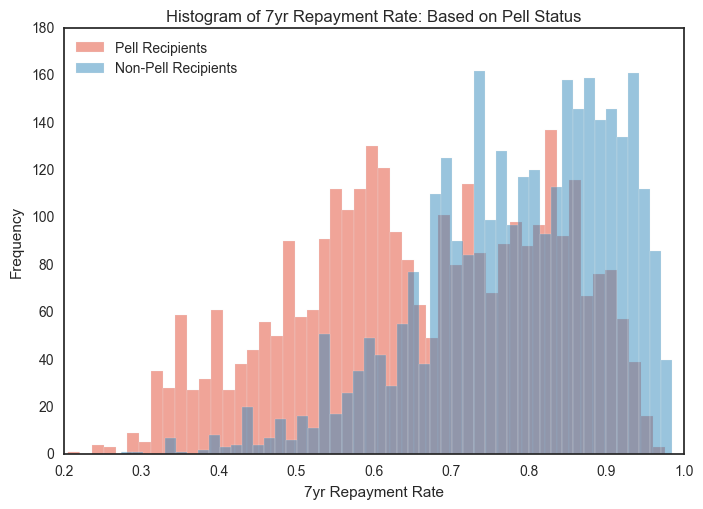 Histogram of 7yr Repayment Rate: Based on Pell Status
180
160
140
120
100
80
60
40
20
0
Frequency
Pell Recipients
Non-Pell Recipients
0.2 0.3 0.4 0.5 0.6 0.7 0.8 0.9 1.0
7yr Repayment Rate